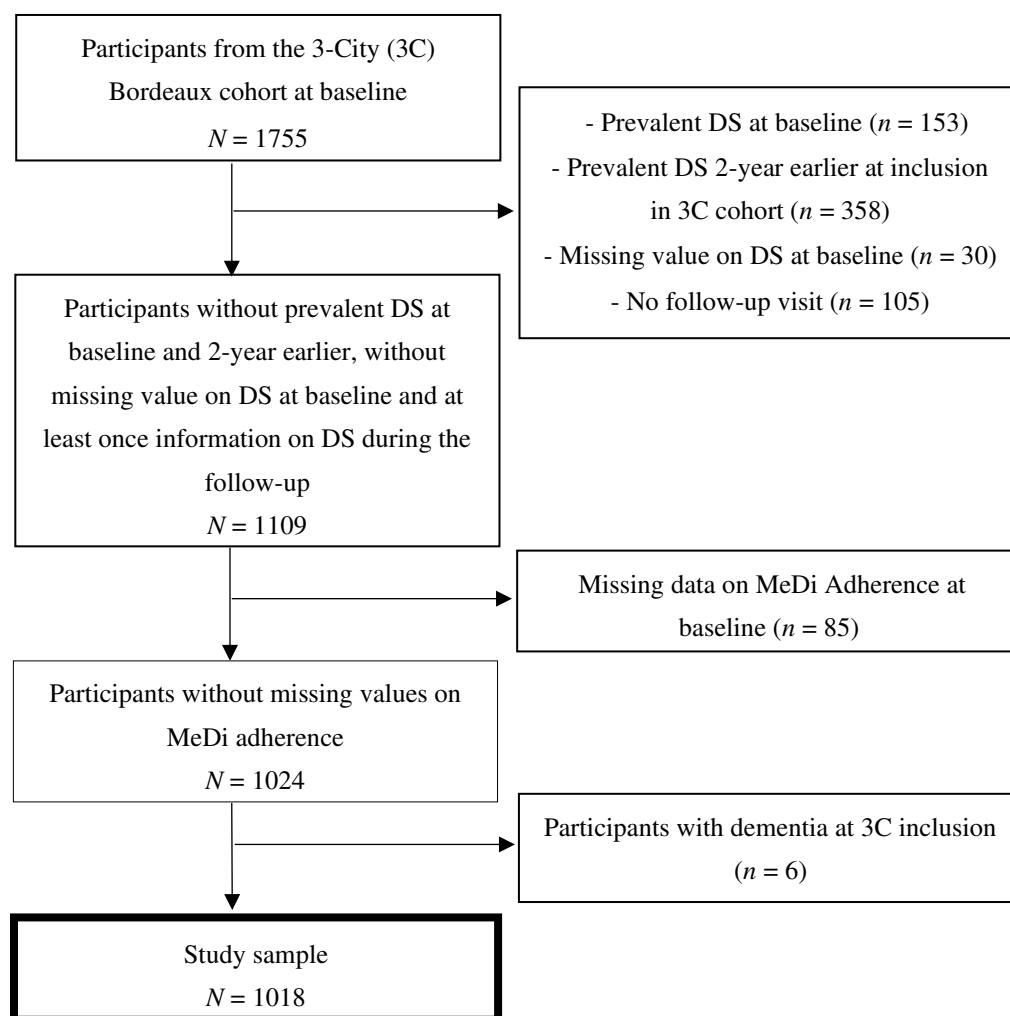 Participants from the 3-City (3C)
Bordeaux cohort at baseline
N = 1755
- Prevalent DS at baseline (n = 153)
- Prevalent DS 2-year earlier at inclusion
in 3C cohort (n = 358)
- Missing value on DS at baseline (n = 30)
- No follow-up visit (n = 105)
Participants without prevalent DS at
baseline and 2-year earlier, without
missing value on DS at baseline and at
least once information on DS during the
follow-up
N = 1109
Missing data on MeDi Adherence at
baseline (n = 85)
Participants without missing values on
MeDi adherence
N = 1024
Participants with dementia at 3C inclusion
(n = 6)
Study sample
N = 1018